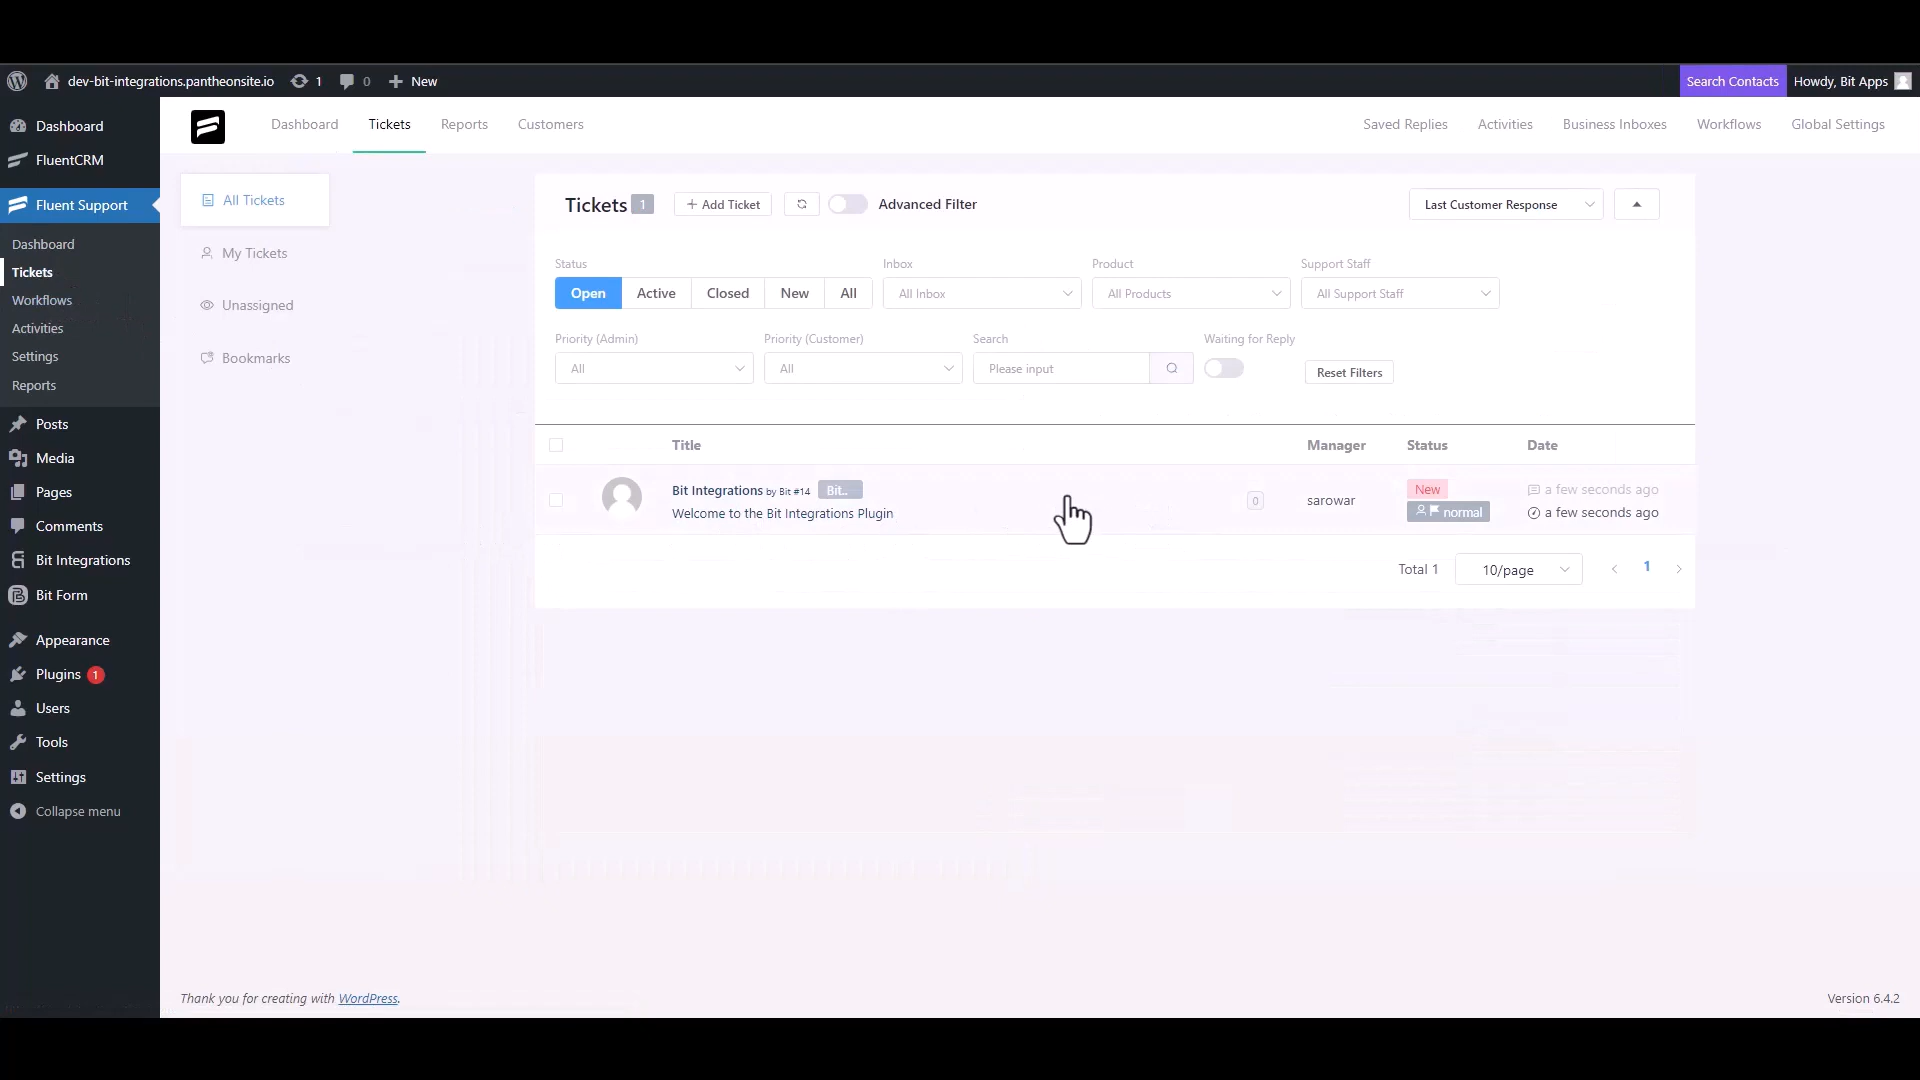 dev-bit-integrations.pantheonsite.io 1 0 New Search Contacts Howdy, Bit Apps
Dashboard
FluentCRM
Fluent Support
Dashboard
Tickets
Workflows
Activities
Settings
Reports
Posts
Media
Pages
Comments
Bit Integrations
Bit Form
Appearance
Plugins 1
Users
Tools
Settings
Collapse menu
Dashboard Tickets Reports Customers Saved Replies Activities Business Inboxes Workflows Global Settings
All Tickets
My Tickets
Unassigned
Bookmarks
Tickets 1 Add Ticket Advanced Filter Last Customer Response
Status Inbox Product Support Staff
Open Active Closed New All All Inbox All Products All Support Staff
Priority (Admin) Priority (Customer) Search Waiting for Reply
All All Please input Reset Filters
Title Manager Status Date
Bit Integrations by Bit #14 Bit.. New a few seconds ago
0 sarowar
Welcome to the Bit Integrations Plugin normal a few seconds ago
Total 1 10/page 1
Thank you for creating with WordPress. Version 6.4.2